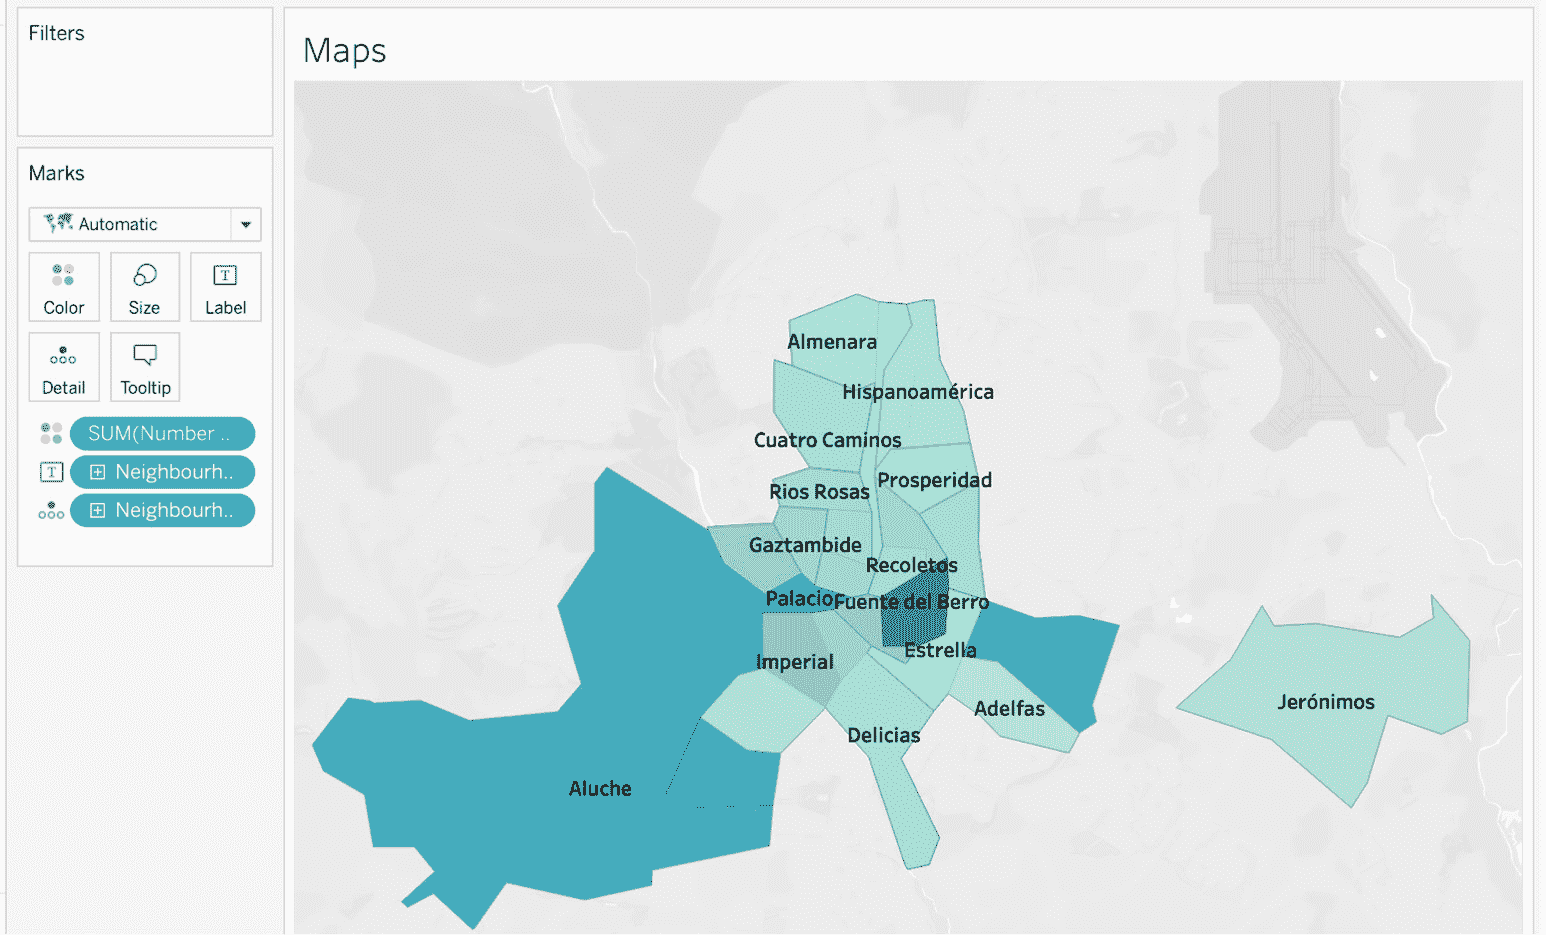 Filters
Marks
Automatic
Color
Size
Label
Detail
Tooltip
SUM(Number ..
Neighbourh..
Neighbourh..
Maps
Almenara
Hispanoamérica
Cuatro Caminos
Prosperidad
Rios Rosas
Gaztambide
Recoletos
Palacio
Fuente del Berro
Estrella
Imperial
Adelfas
Jerónimos
Delicias
Aluche